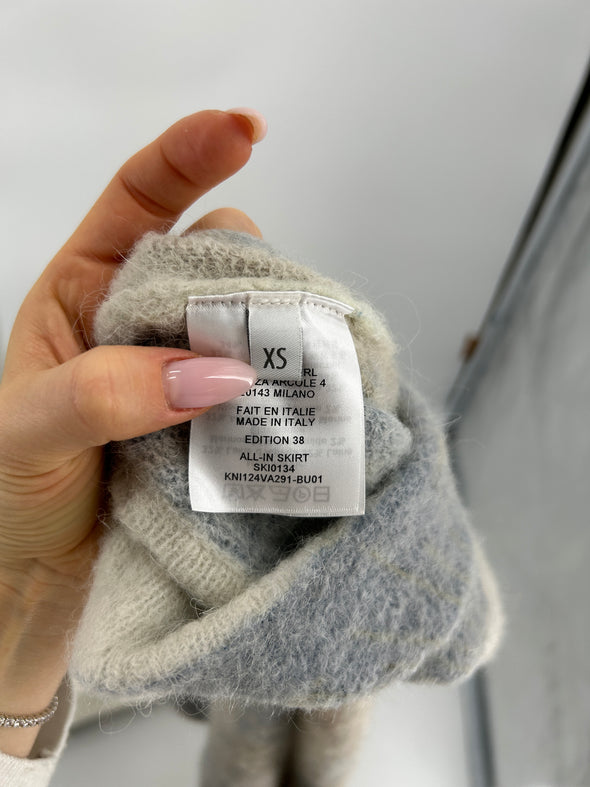 XS
RL
ZA ARCOLE 4
20143 MILANO
FAIT EN ITALIE
MADE IN ITALY
EDITION 38
ALL-IN SKIRT
SKI0134
KNI124VA291-BU01